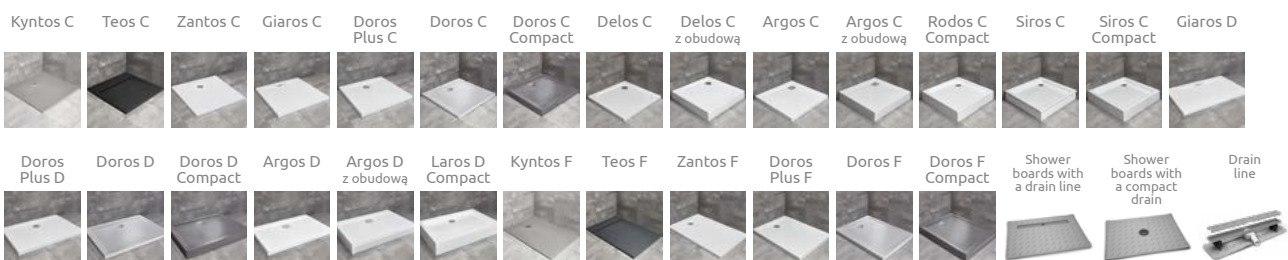 Kyntos C
Teos C
Zantos C
Giaros C
Doros
Plus C
Doros C
Doros C
Compact
Delos C
Delos C
z obudową
Argos C
Argos C
z obudową
Rodos C
Compact
Siros C
Siros C
Compact
Giaros D
Doros
Plus D
Doros D
Doros D
Compact
Argos D
Argos D
z obudową
Laros D
Compact
Kyntos F
Teos F
Zantos F
Doros
Plus F
Doros F
Doros F
Compact
Shower
boards with
a drain line
Shower
boards with
a compact
drain
Drain
line